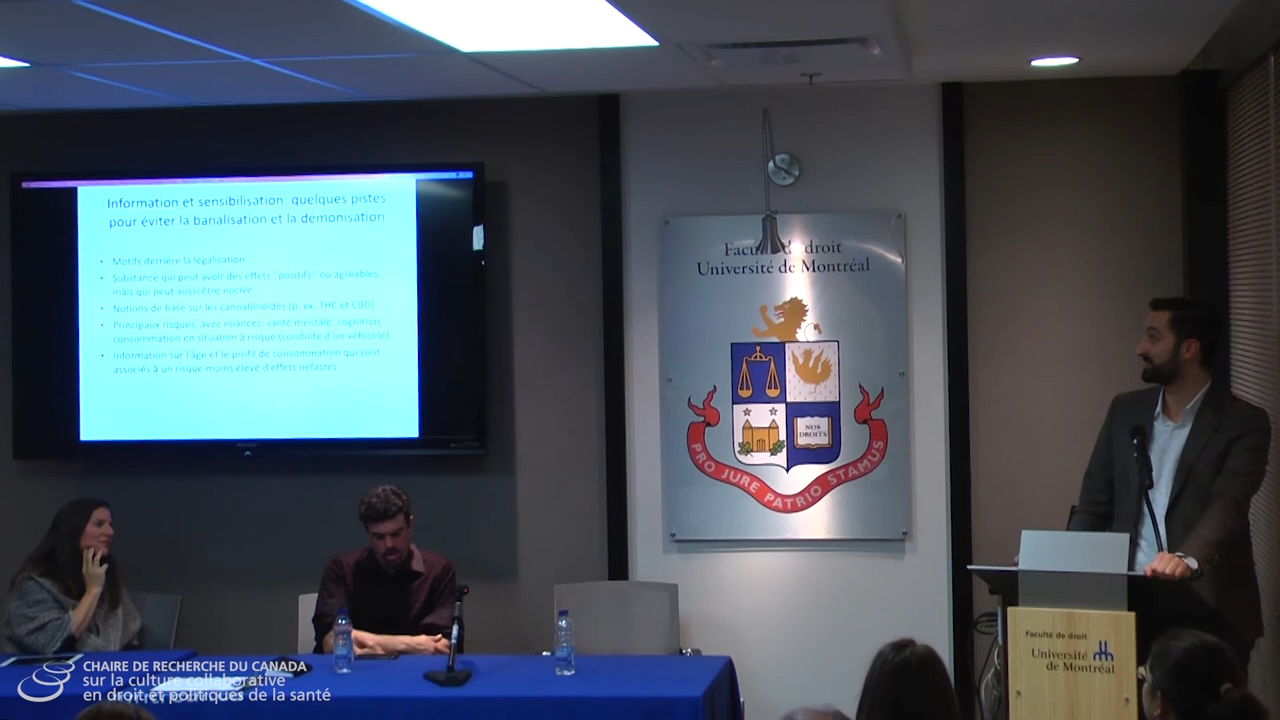 Information et sensibilisation: quelques pistes
pour éviter la banalisation et la démonisation
• Motifs derrière la légalisation
• Substance qui peut avoir des effets "positifs" ou agréables,
mais qui peut aussi être nocive
• Notions de base sur les cannabinoïdes (p. ex. THC et CBD)
• Principaux risques, avec nuances: santé mentale, cognition,
consommation en situation à risque (conduite d'un véhicule)
• Information sur l'âge et le profil de consommation qui sont
associés à un risque moins élevé d'effets néfastes
Faculté de droit
Université de Montréal
NOS
DROITS
PRO JURE PATRIO STAMUS
Faculté de droit
Université
de Montréal
CHAIRE DE RECHERCHE DU CANADA
sur la culture collaborative
en droit et politiques de la santé